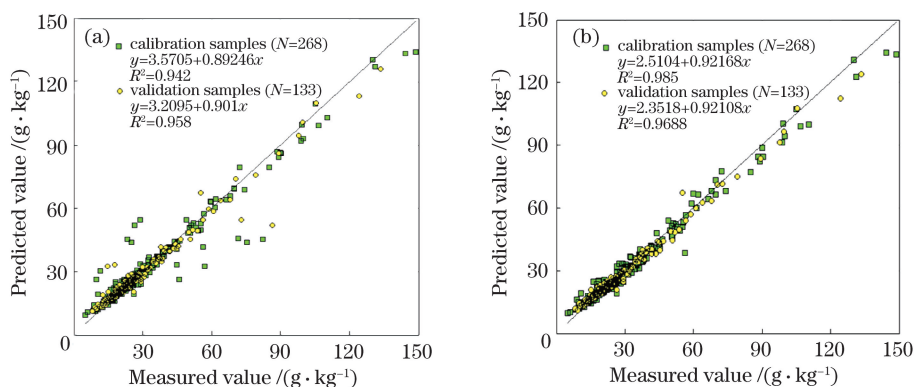 (a)
calibration samples (N=268)
y=3.5705+0.89246x
R²=0.942
validation samples (N=133)
y=3.2095+0.901x
R²=0.958
150
120
90
60
30
0
30
60
90
120
150
Predicted value /(g · kg⁻¹)
Measured value /(g · kg⁻¹)
(b)
calibration samples (N=268)
y=2.5104+0.92168x
R²=0.985
validation samples (N=133)
y=2.3518+0.92108x
R²=0.9688
150
120
90
60
30
0
30
60
90
120
150
Predicted value /(g · kg⁻¹)
Measured value /(g · kg⁻¹)